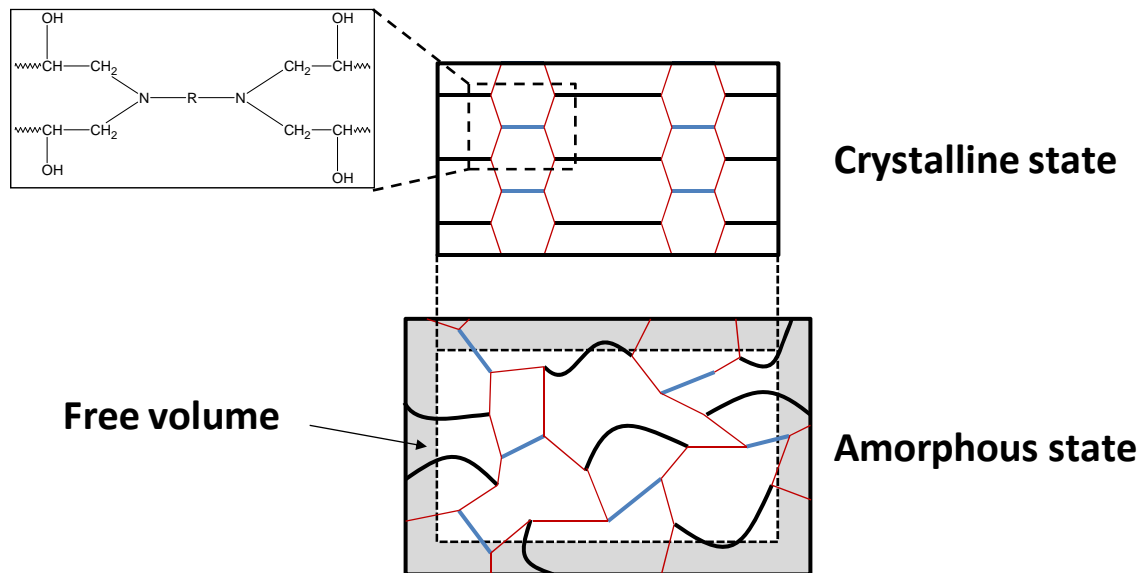 OH
OH
CH
CH₂
CH₂
CH
N
R
N
CH
CH₂
CH₂
CH
OH
OH
Crystalline state
Free volume
Amorphous state